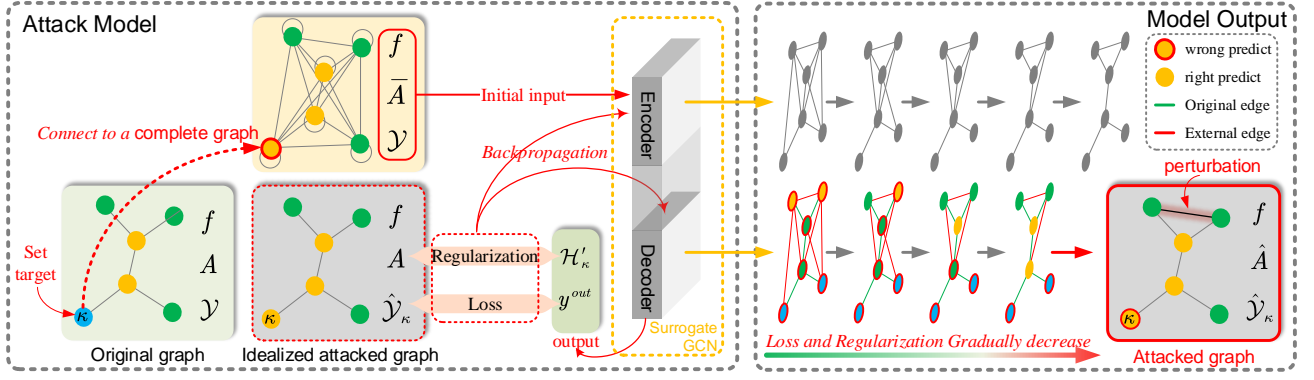 Attack Model
f
Ā
𝒴
Initial input
Connect to a complete graph
Backpropagation
Encoder
Decoder
Surrogate
GCN
Set
target
κ
f
A
𝒴
Original graph
κ
f
A
𝒴̂_κ
Idealized attacked graph
Regularization
Loss
ℋ′_κ
y^{out}
output
Model Output
wrong predict
right predict
Original edge
External edge
perturbation
κ
f
Â
𝒴̂_κ
Loss and Regularization Gradually decrease
Attacked graph